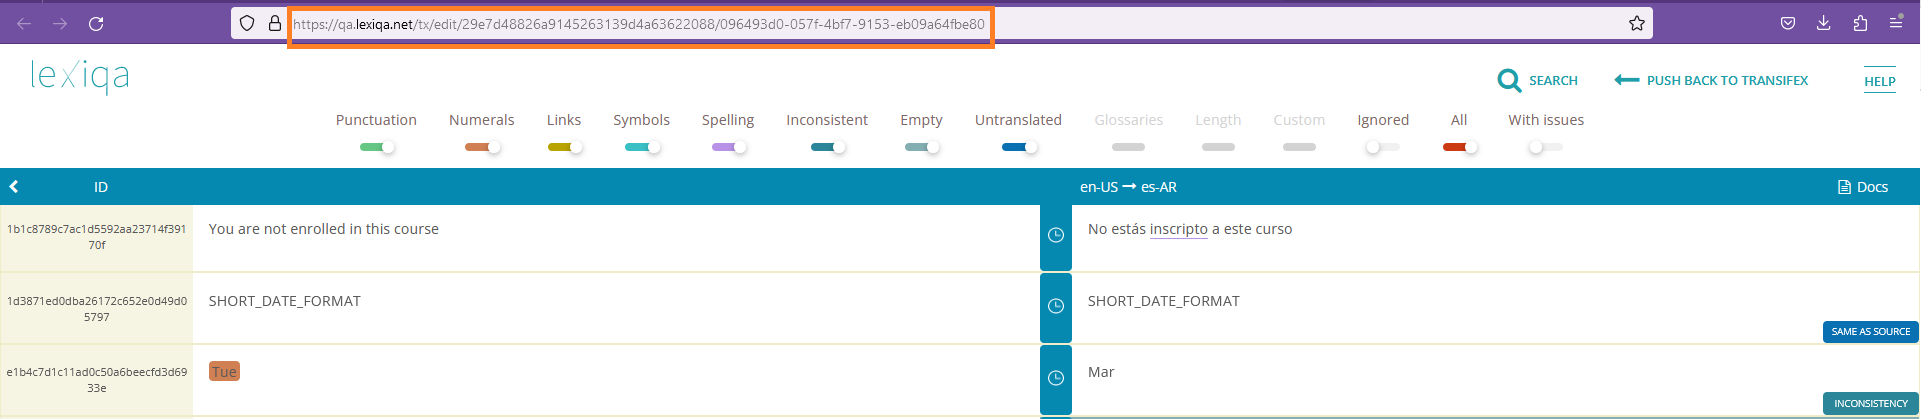 https://qa.lexiqa.net/tx/edit/29e7d48826a9145263139d4a63622088/096493d0-057f-4bf7-9153-eb09a64fbe80
lexiqa
SEARCH
PUSH BACK TO TRANSIFEX
HELP
Punctuation Numerals Links Symbols Spelling Inconsistent Empty Untranslated Glossaries Length Custom Ignored All With issues
ID en-US → es-AR Docs
1b1c8789c7ac1d5592aa23714f391
70f
You are not enrolled in this course
No estás inscripto a este curso
1d3871ed0dba26172c652e0d49d0
5797
SHORT_DATE_FORMAT
SHORT_DATE_FORMAT
SAME AS SOURCE
e1b4c7d1c11ad0c50a6beecfd3d69
33e
Tue
Mar
INCONSISTENCY